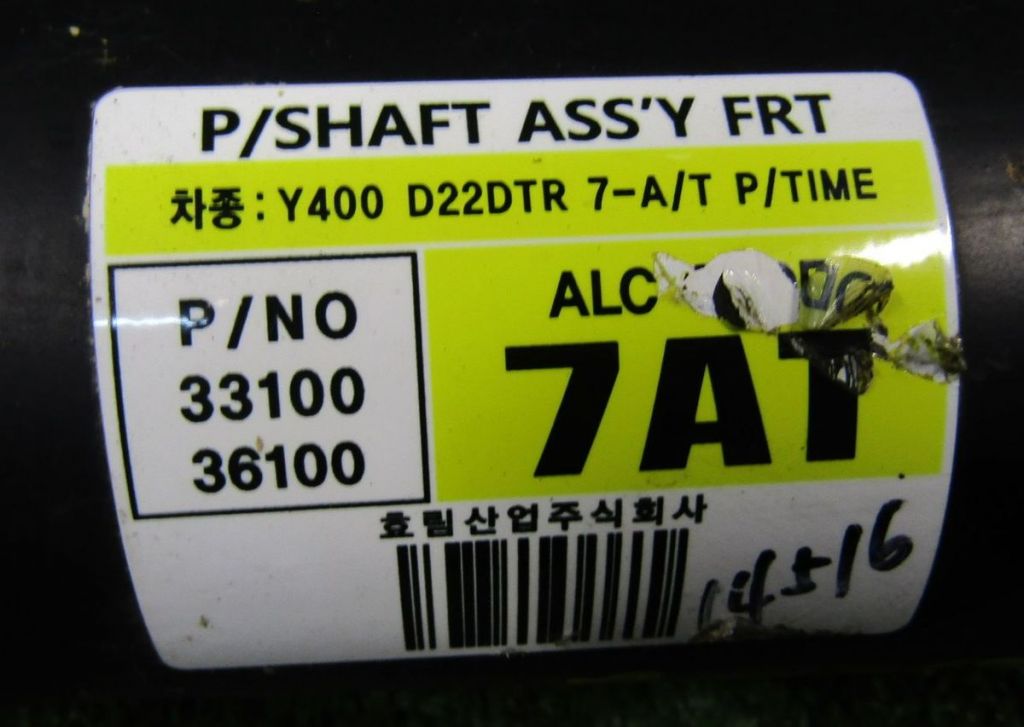 P/SHAFT ASS'Y FRT
차종: Y400 D22DTR 7-A/T P/TIME
P/NO
33100
36100
ALC
7AT
효림산업주식회사
14516